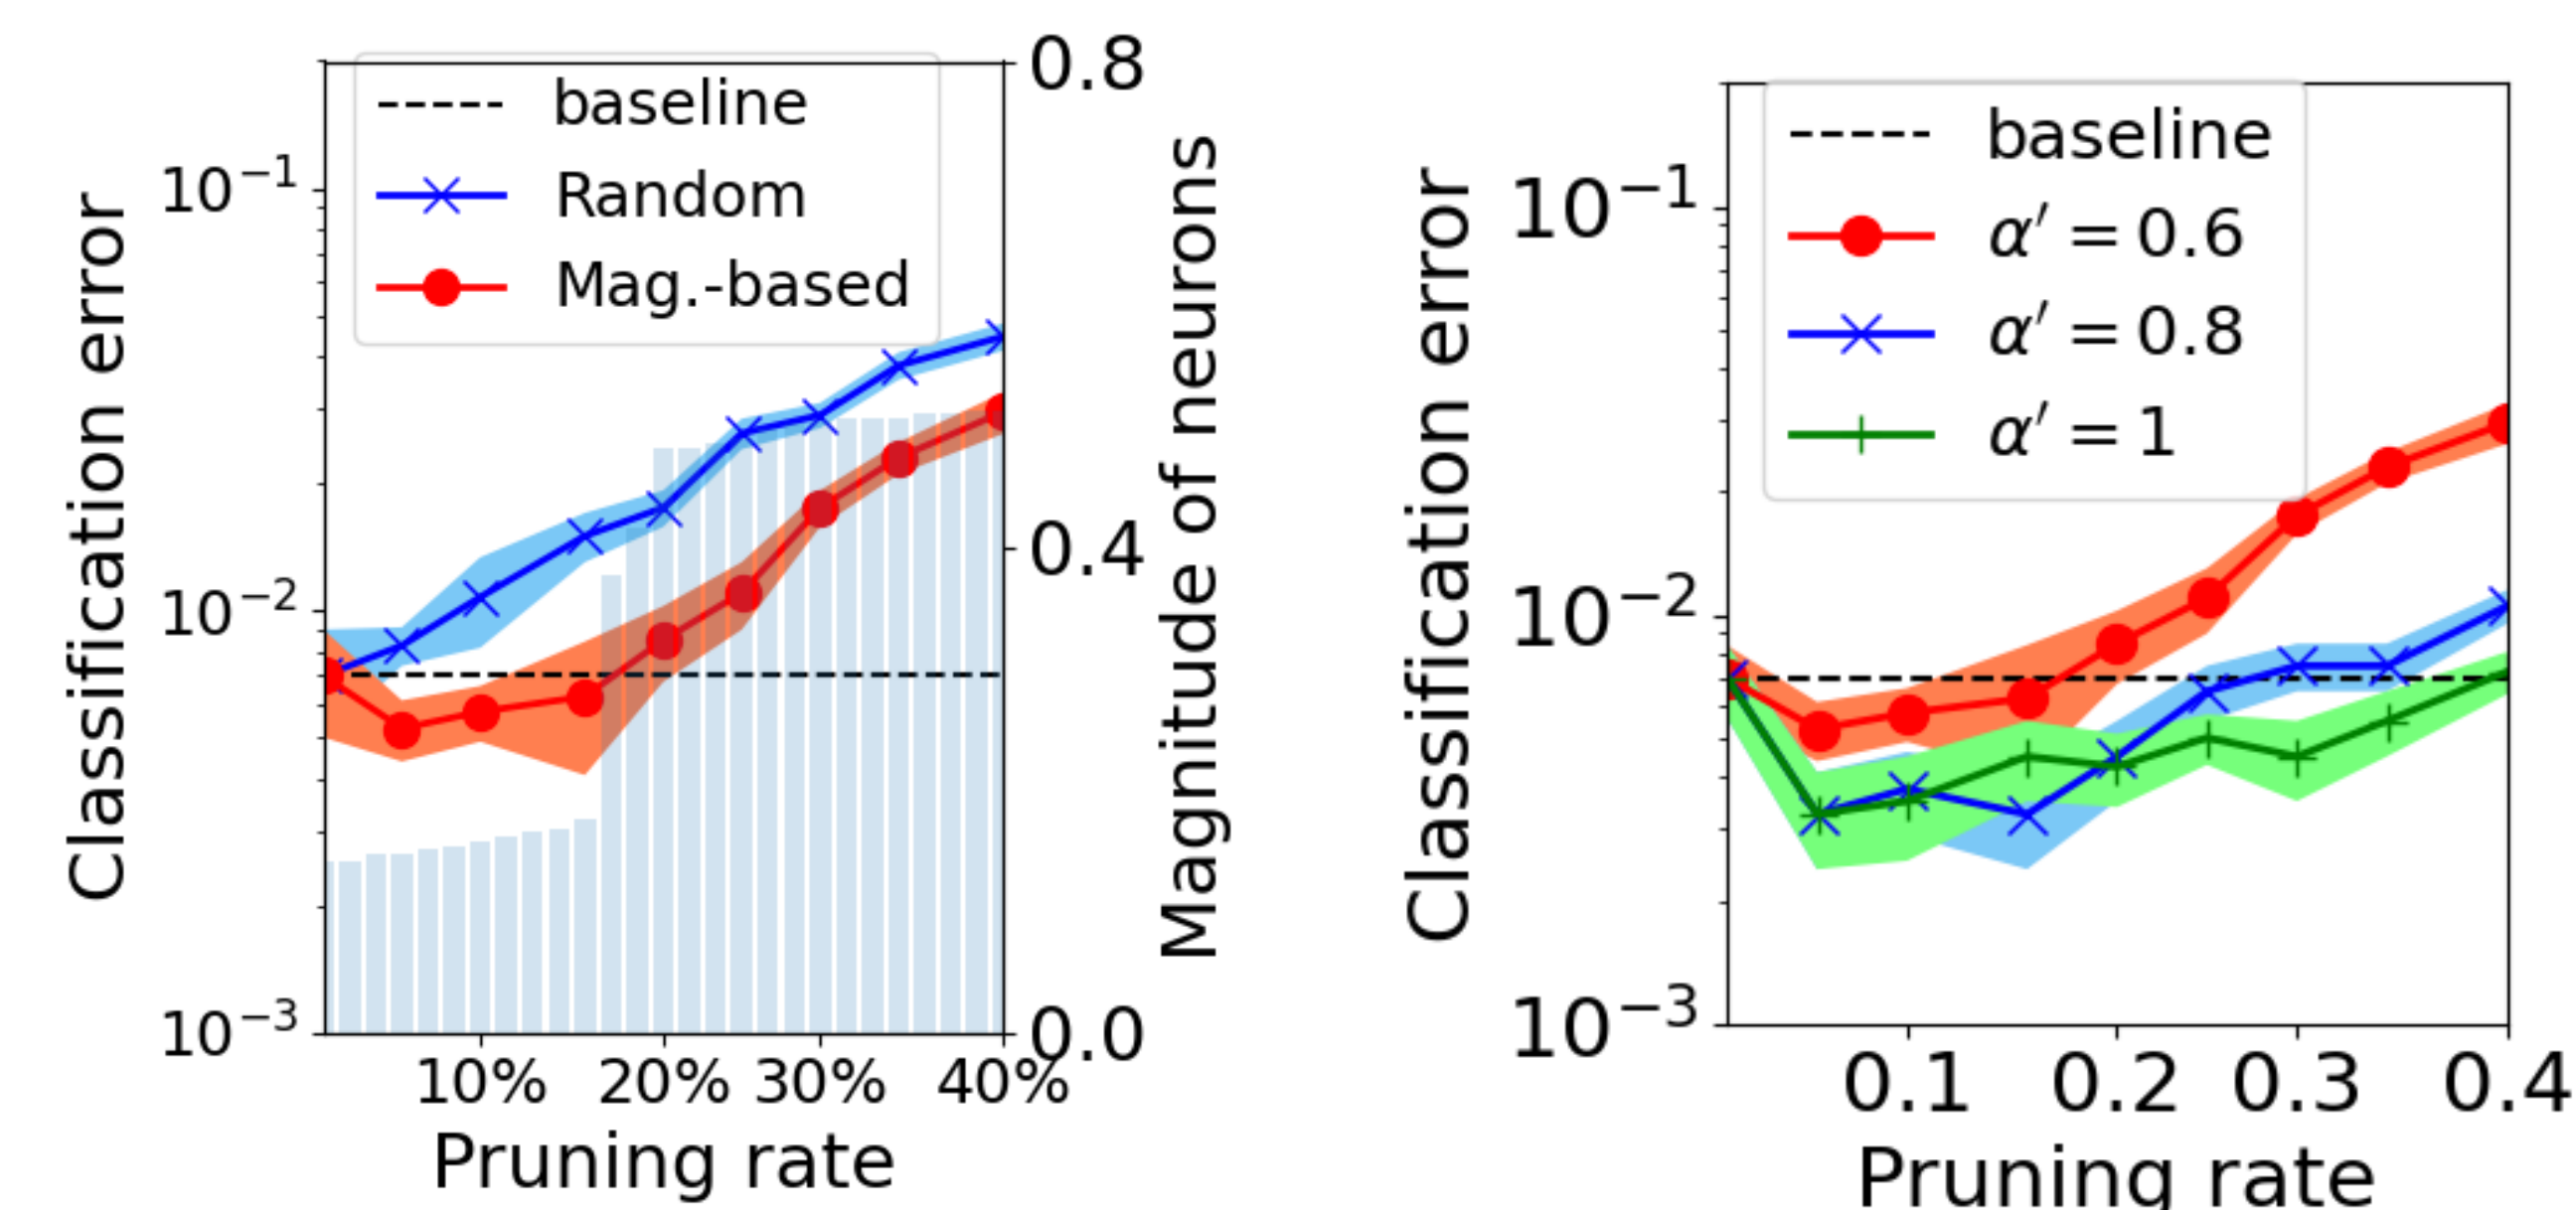 Classification error
10⁻¹
10⁻²
10⁻³
baseline
Random
Mag.-based
0.8
0.4
0.0
Magnitude of neurons
10% 20% 30% 40%
Pruning rate
Classification error
10⁻¹
10⁻²
10⁻³
baseline
α′ = 0.6
α′ = 0.8
α′ = 1
0.1 0.2 0.3 0.4
Pruning rate